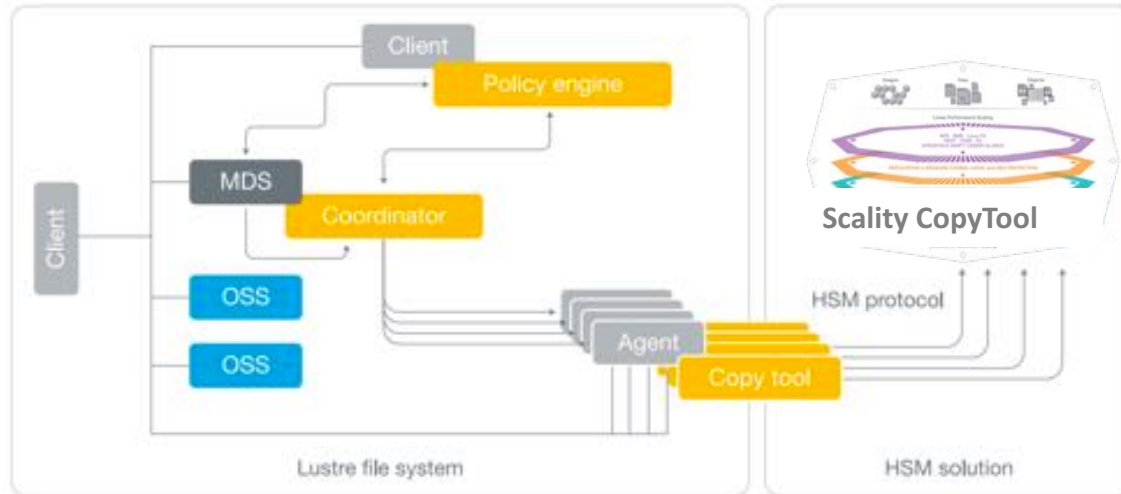 Client
Policy engine
MDS
Coordinator
Client
OSS
OSS
Agent
Copy tool
Lustre file system
Scality CopyTool
HSM protocol
HSM solution